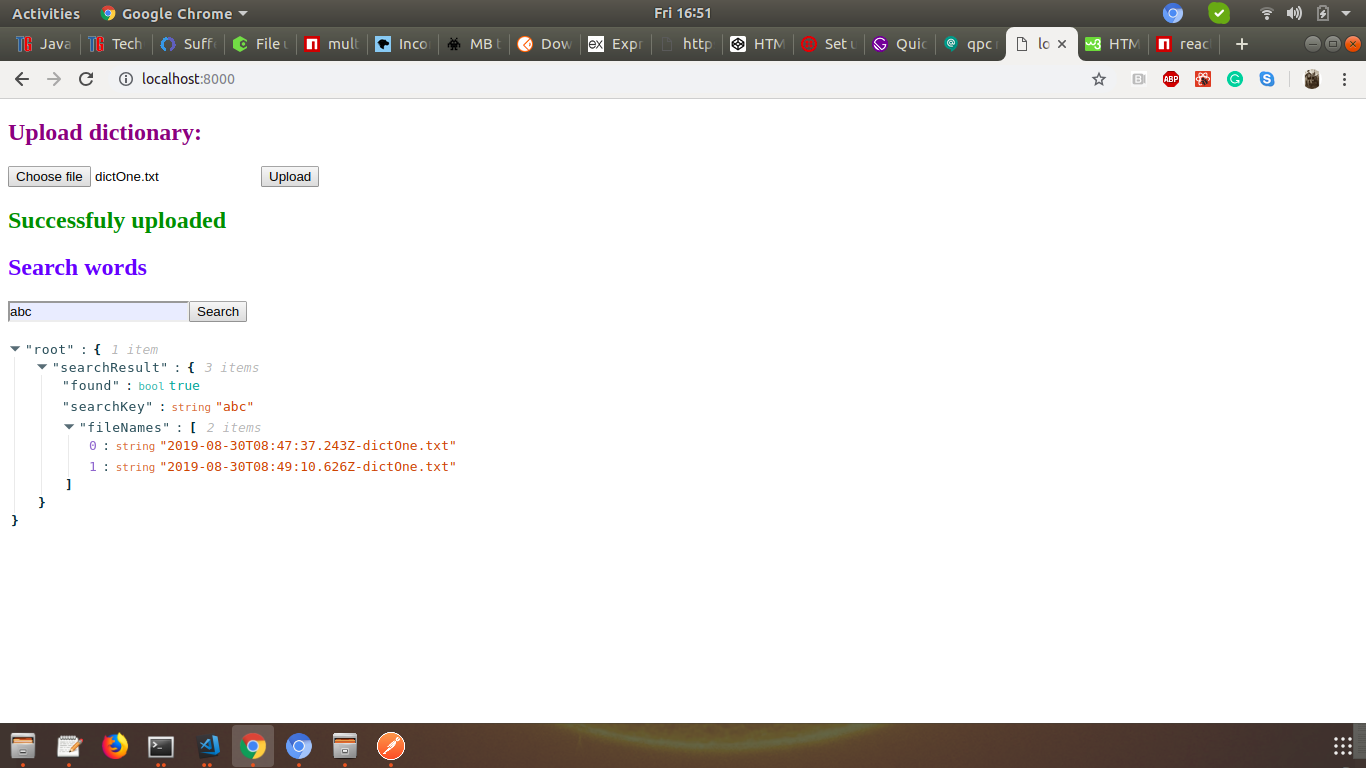 Activities Google Chrome Fri 16:51
Java Tech Suff File u mult Inco MB t Dow Expr http HTM Set u Quic qpc lo HTM reac
localhost:8000 ABP
Upload dictionary:
Choose file dictOne.txt Upload
Successfuly uploaded
Search words
abc Search
"root" : { 1 item
"searchResult" : { 3 items
"found" : bool true
"searchKey" : string "abc"
"fileNames" : [ 2 items
0 : string "2019-08-30T08:47:37.243Z-dictOne.txt"
1 : string "2019-08-30T08:49:10.626Z-dictOne.txt"
]
}
}